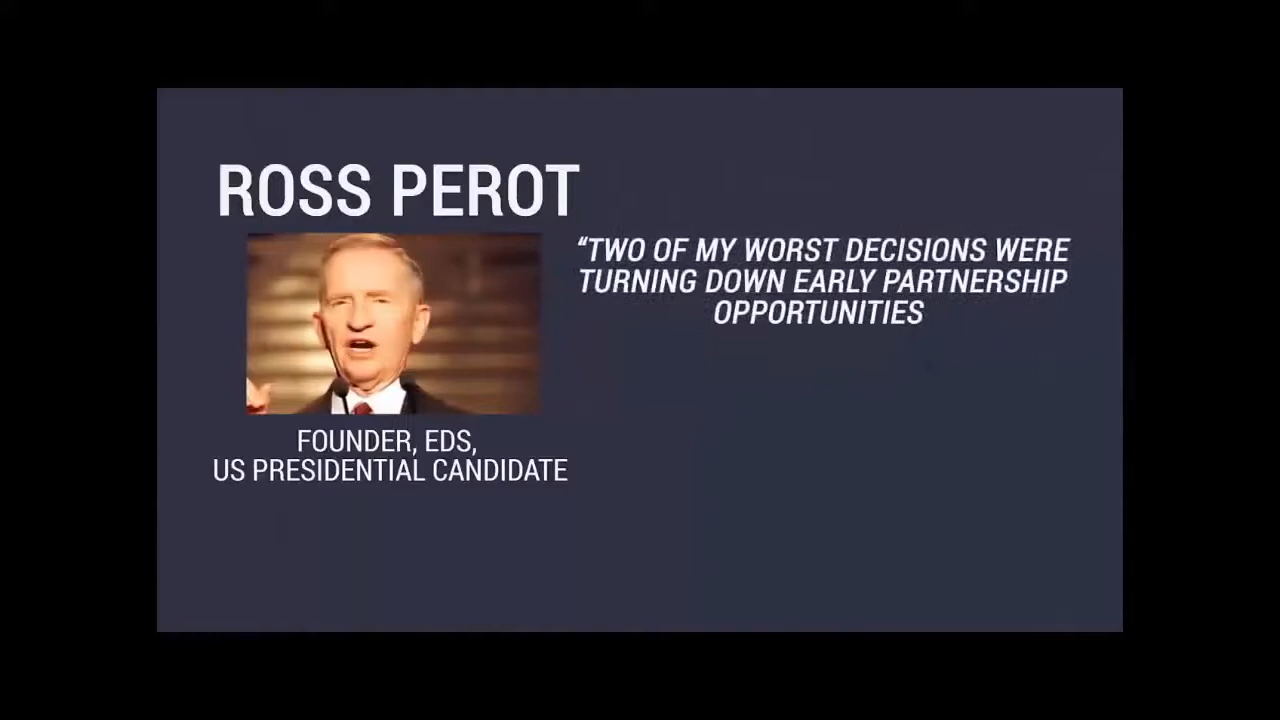 ROSS PEROT
“TWO OF MY WORST DECISIONS WERE
TURNING DOWN EARLY PARTNERSHIP
OPPORTUNITIES
FOUNDER, EDS,
US PRESIDENTIAL CANDIDATE